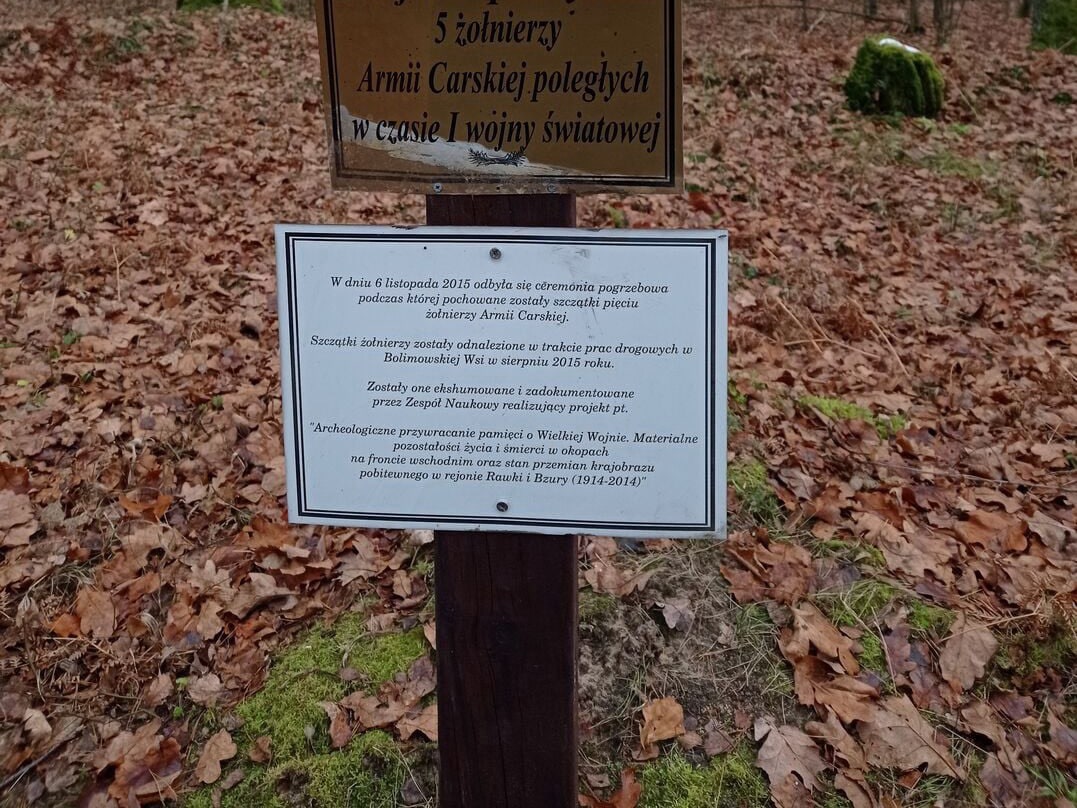 5 żołnierzy
Armii Carskiej poległych
w czasie I wojny światowej
W dniu 6 listopada 2015 odbyła się ceremonia pogrzebowa
podczas której pochowane zostały szczątki pięciu
żołnierzy Armii Carskiej.
Szczątki żołnierzy zostały odnalezione w trakcie prac drogowych w
Bolimowskiej Wsi w sierpniu 2015 roku.
Zostały one ekshumowane i zadokumentowane
przez Zespół Naukowy realizujący projekt pt.
"Archeologiczne przywracanie pamięci o Wielkiej Wojnie. Materialne
pozostałości życia i śmierci w okopach
na froncie wschodnim oraz stan przemian krajobrazu
pobitewnego w rejonie Rawki i Bzury (1914-2014)"